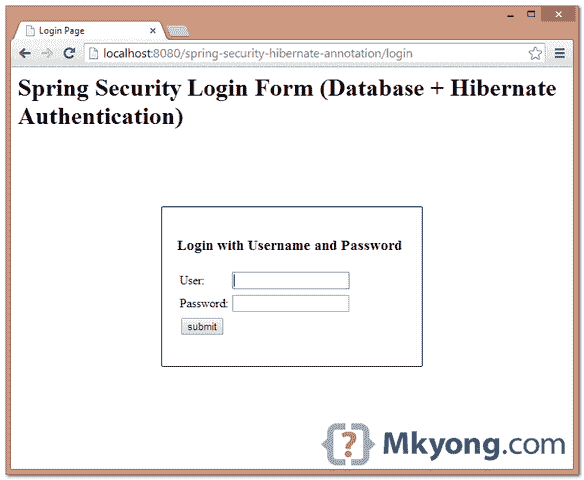 Login Page
localhost:8080/spring-security-hibernate-annotation/login
Spring Security Login Form (Database + Hibernate
Authentication)
Login with Username and Password
User:
Password:
submit
{?} Mkyong.com